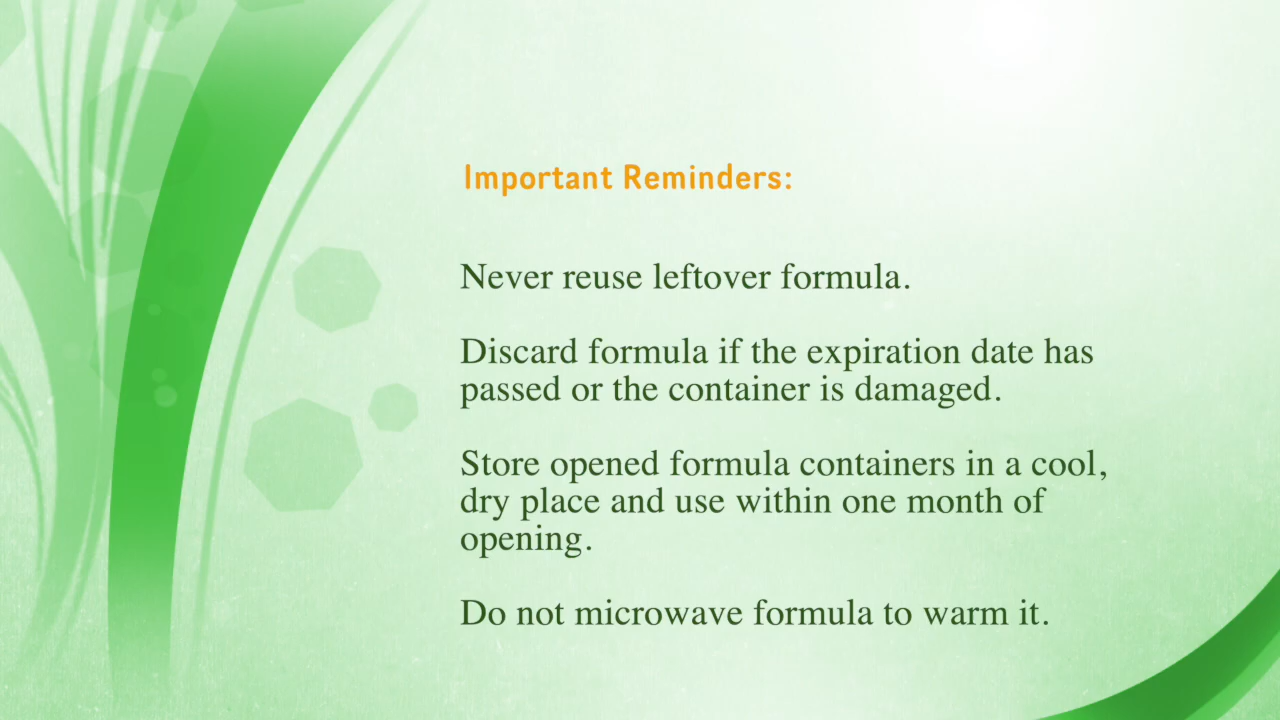 Important Reminders:
Never reuse leftover formula.
Discard formula if the expiration date has
passed or the container is damaged.
Store opened formula containers in a cool,
dry place and use within one month of
opening.
Do not microwave formula to warm it.